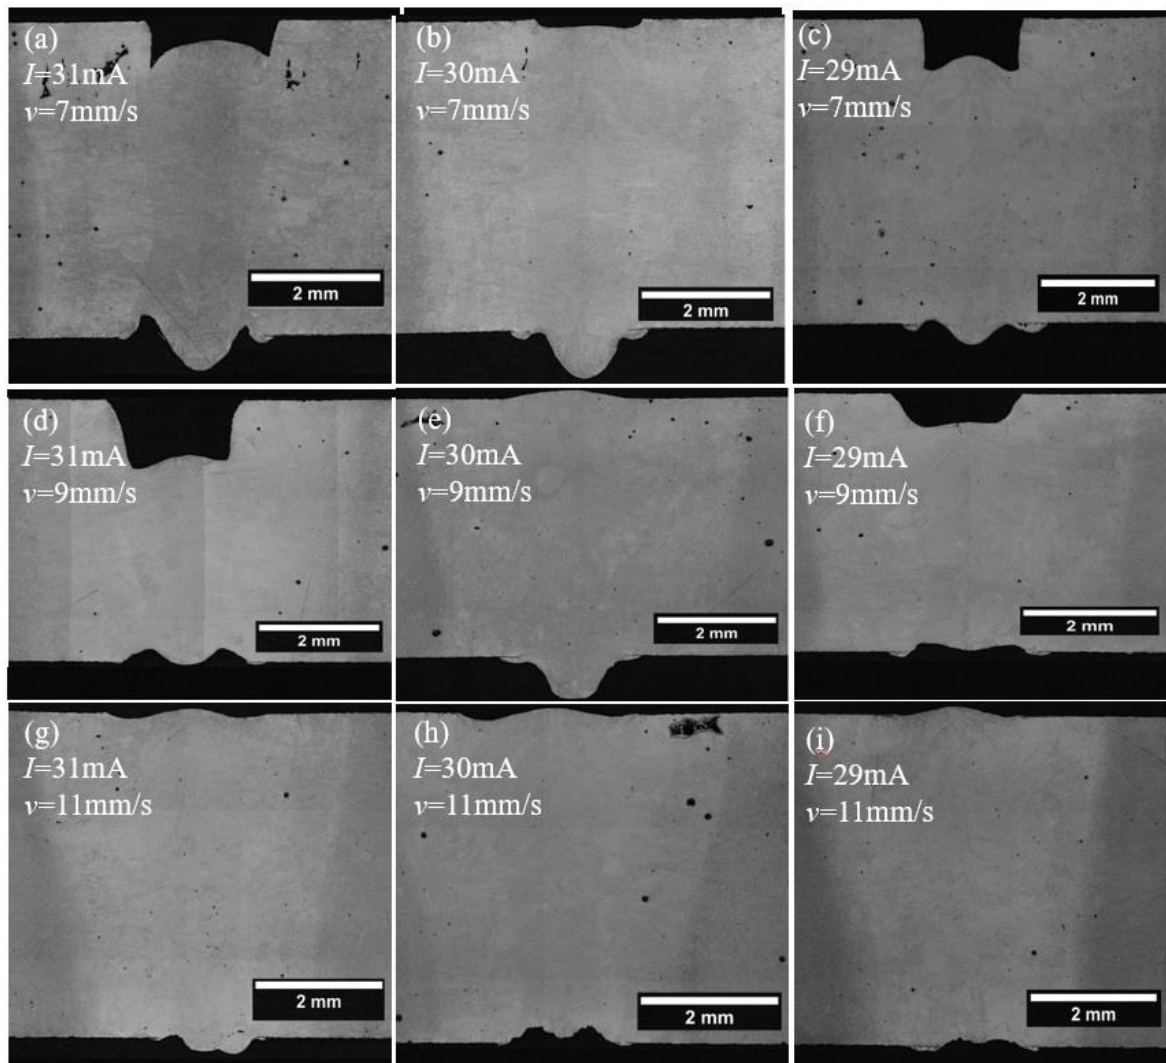 (a)
I=31mA
v=7mm/s
2 mm
(b)
I=30mA
v=7mm/s
2 mm
(c)
I=29mA
v=7mm/s
2 mm
(d)
I=31mA
v=9mm/s
2 mm
(e)
I=30mA
v=9mm/s
2 mm
(f)
I=29mA
v=9mm/s
2 mm
(g)
I=31mA
v=11mm/s
2 mm
(h)
I=30mA
v=11mm/s
2 mm
(i)
I=29mA
v=11mm/s
2 mm